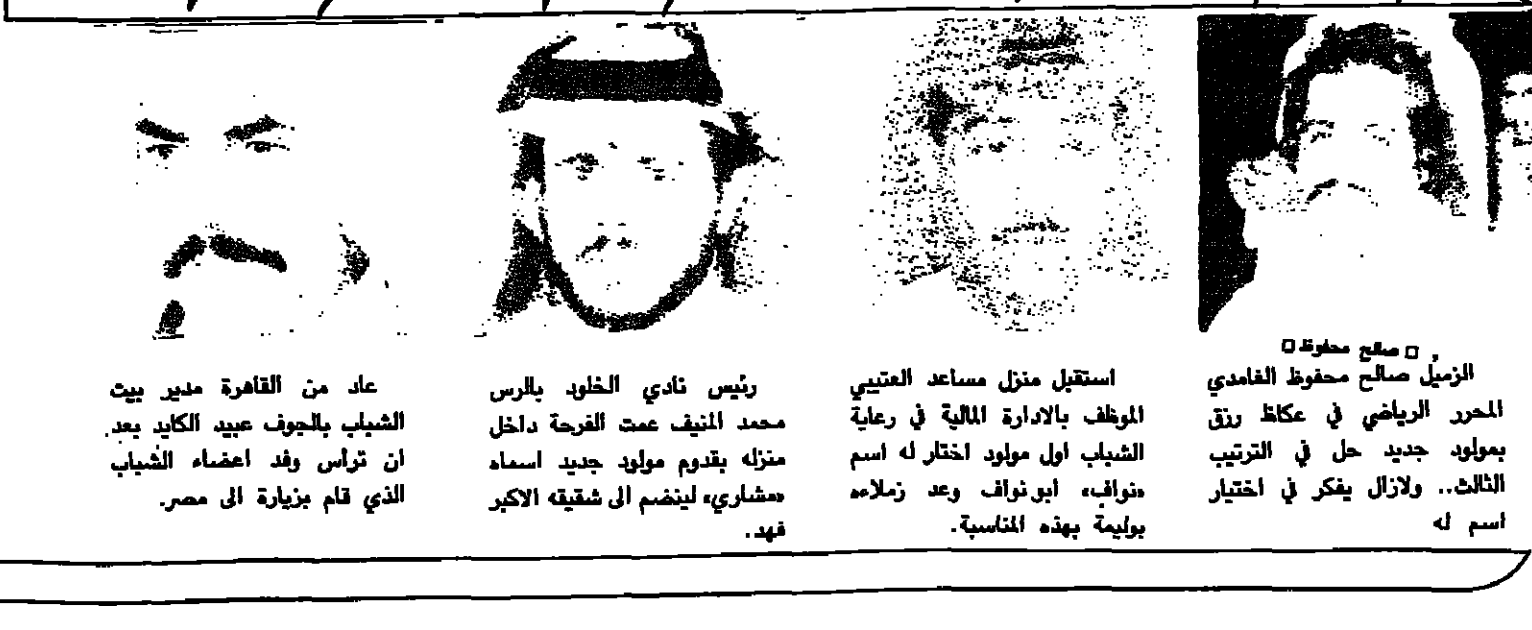 □ صالح محفوظ □
الزميل صالح محفوظ الغامدي
المحرر الرياضي في عكاظ رزق
بمولود جديد حل في الترتيب
الثالث.. ولازال يفكر في اختيار
اسم له
استقبل منزل مساعد العتيبي
الموظف بالادارة المالية في رعاية
الشباب اول مولود اختار له اسم
«نواف» ابو نواف وعد زملاءه
بوليمة بهذه المناسبة.
رئيس نادي الخلود بالرس
محمد المنيف عمت الفرحة داخل
منزله بقدوم مولود جديد اسماه
«مشاري» لينضم الى شقيقه الاكبر
فهد.
عاد من القاهرة مدير بيت
الشباب بالجوف عبيد الكايد بعد
ان ترأس وفد اعضاء الشباب
الذي قام بزيارة الى مصر.